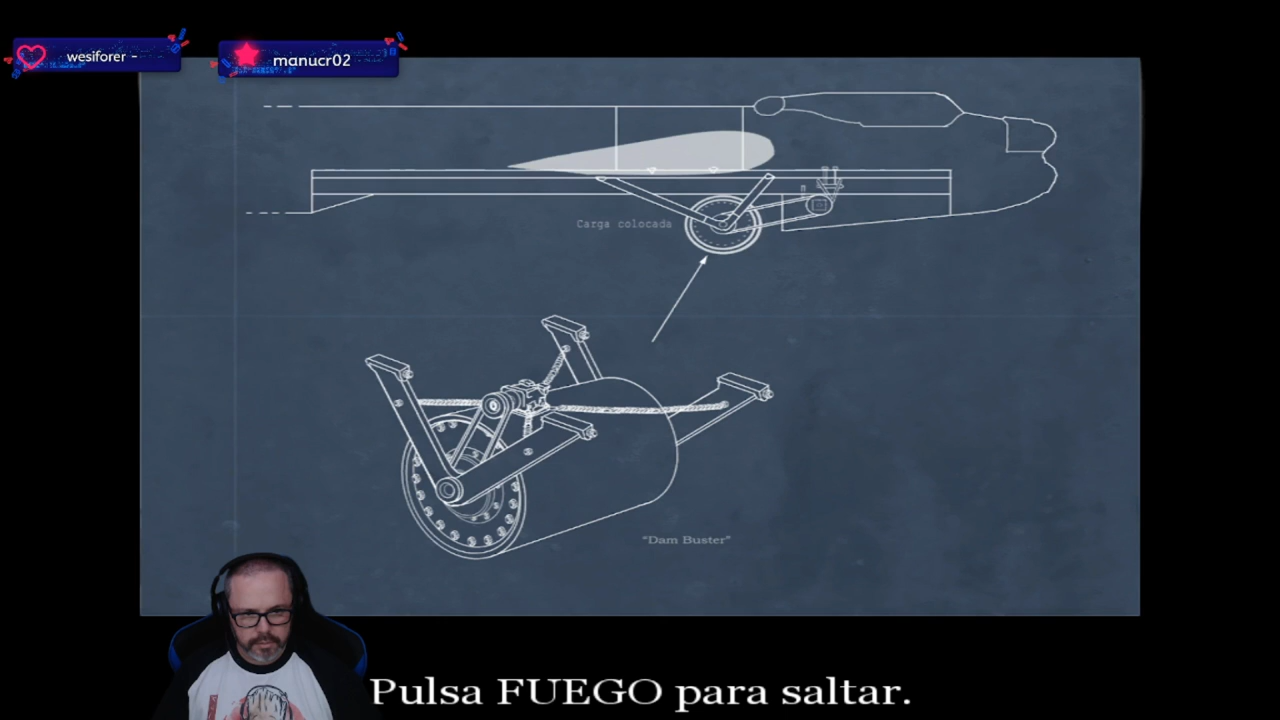 wesiforer -
manucr02
Carga colocada
"Dam Buster"
Pulsa FUEGO para saltar.